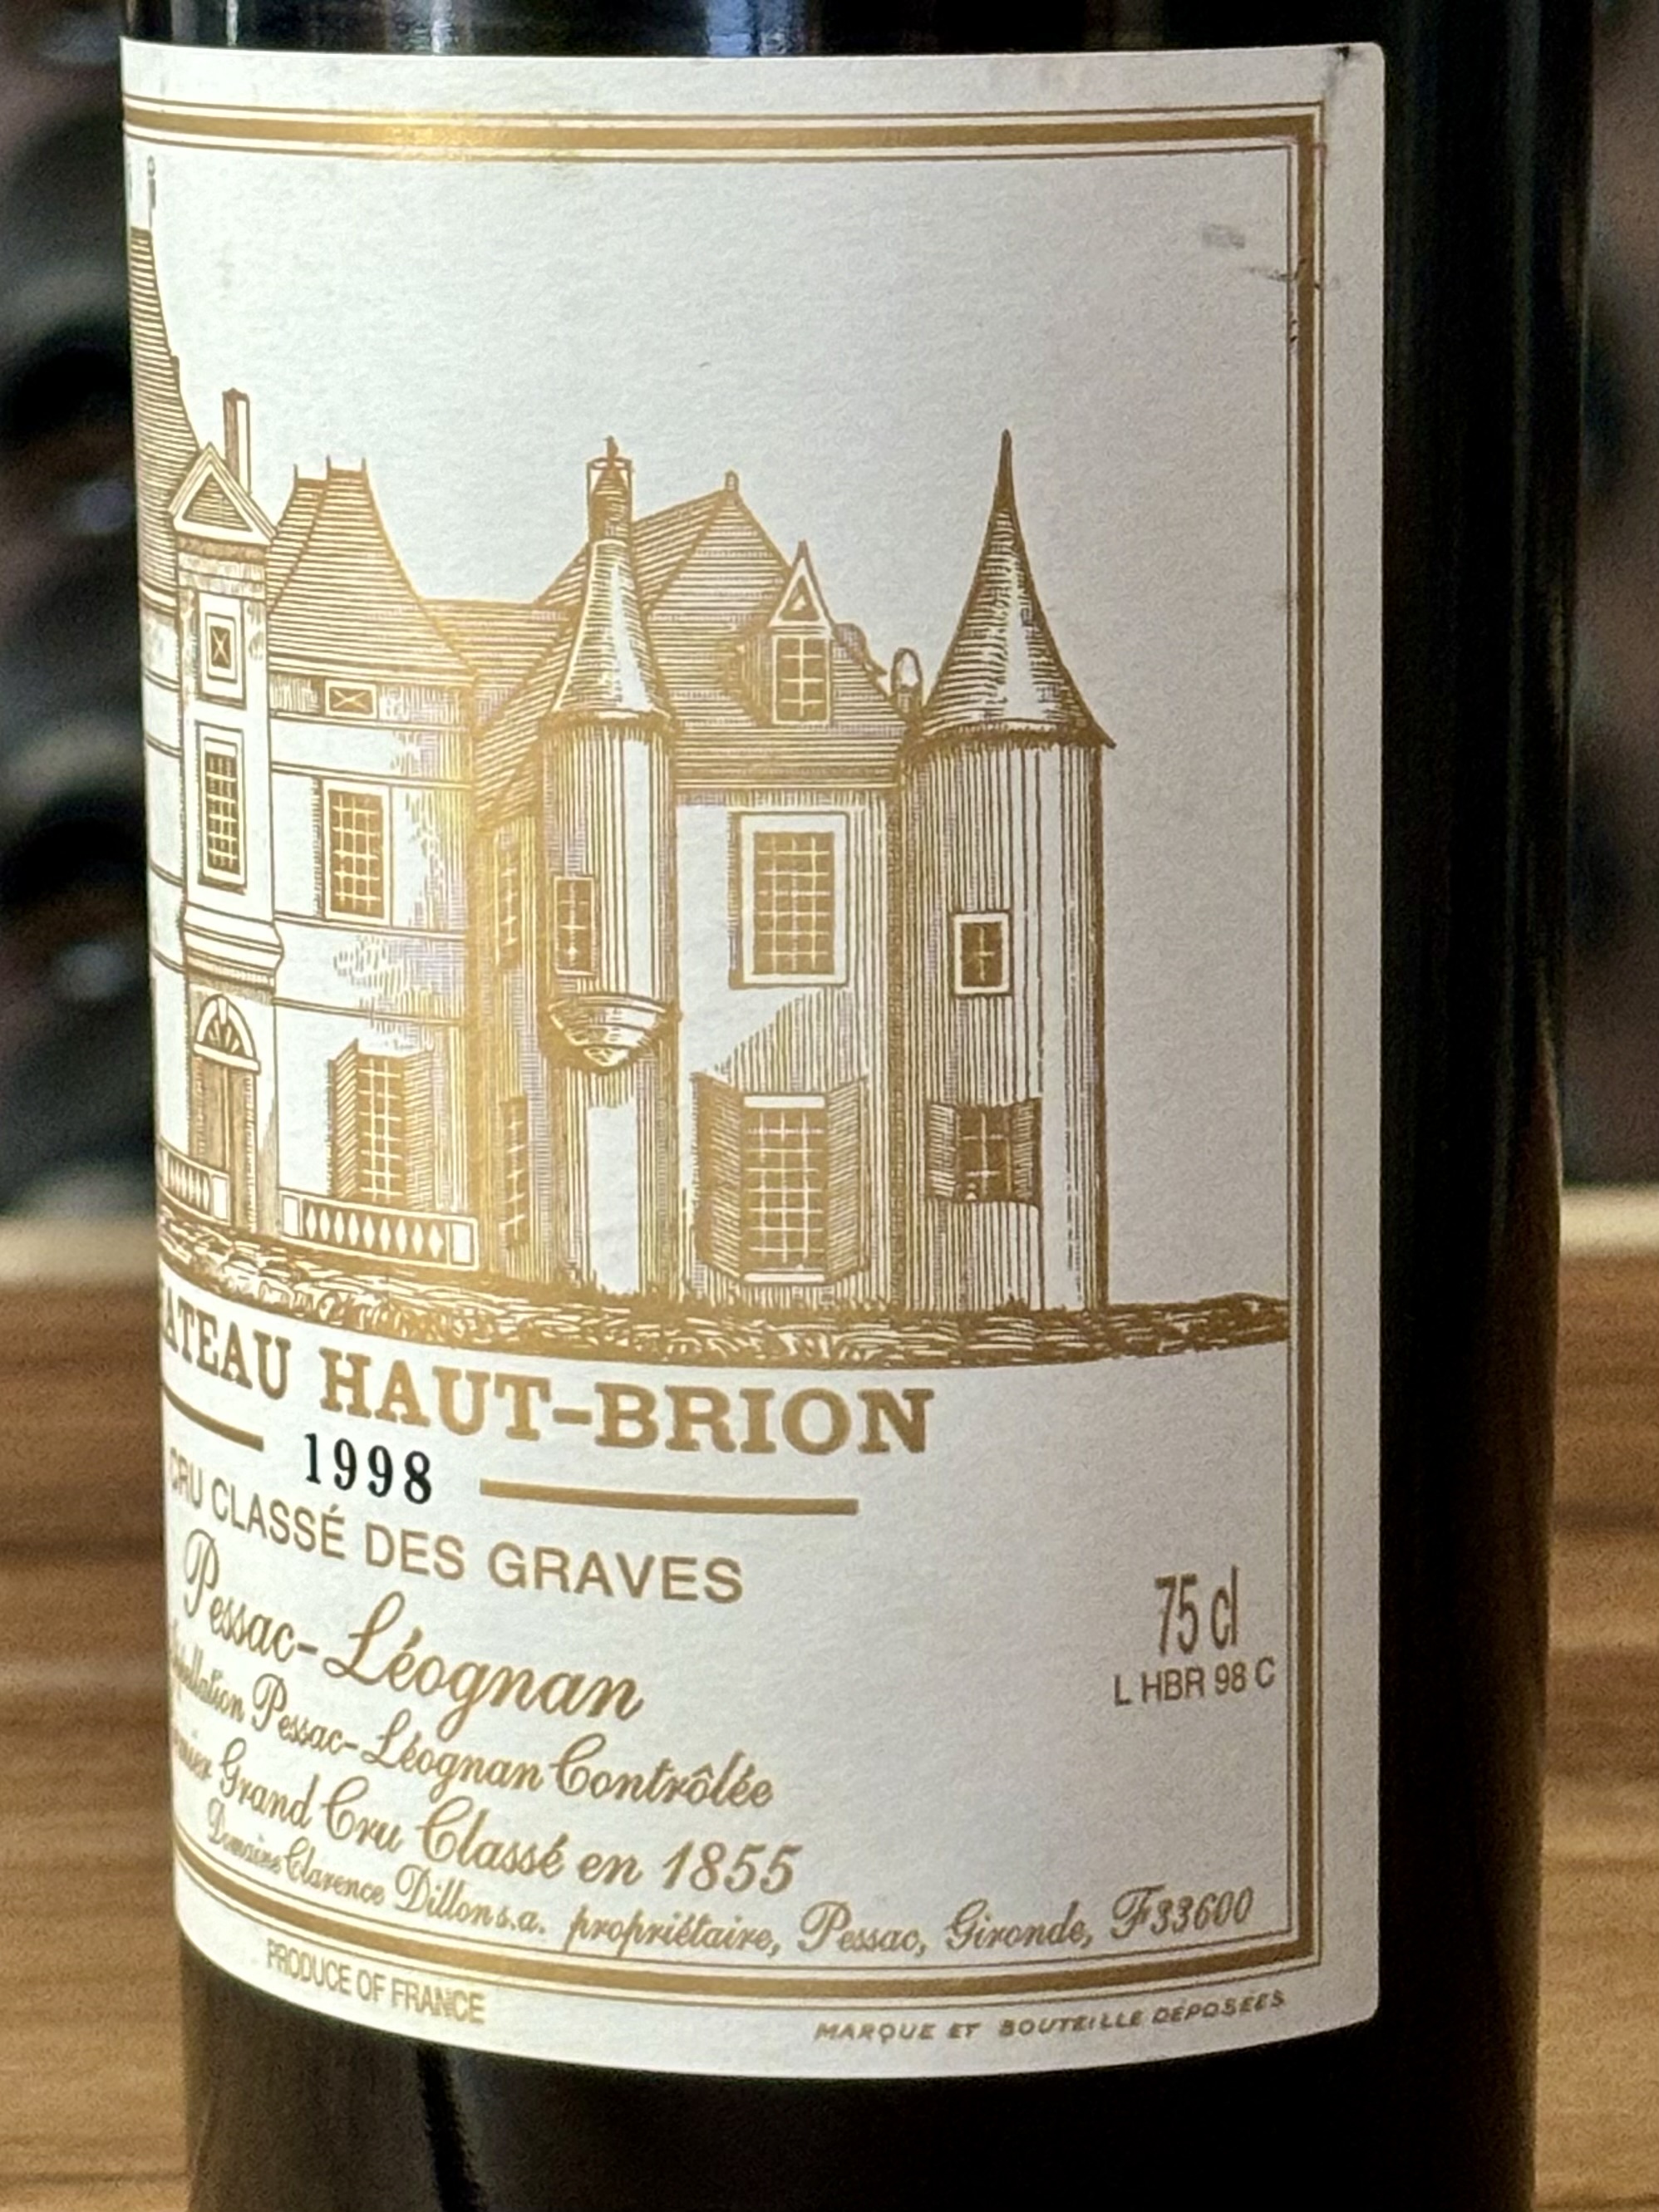 ATEAU HAUT-BRION
1998
CRU CLASSÉ DES GRAVES
Pessac-Léognan
75 cl
L HBR 98 C
Pessac-Léognan Contrôlée
Grand Cru Classé en 1855
Domaine Clarence Dillon s.a. propriétaire, Pessac, Gironde, F33600
PRODUCE OF FRANCE
MARQUE ET BOUTEILLE DÉPOSÉES